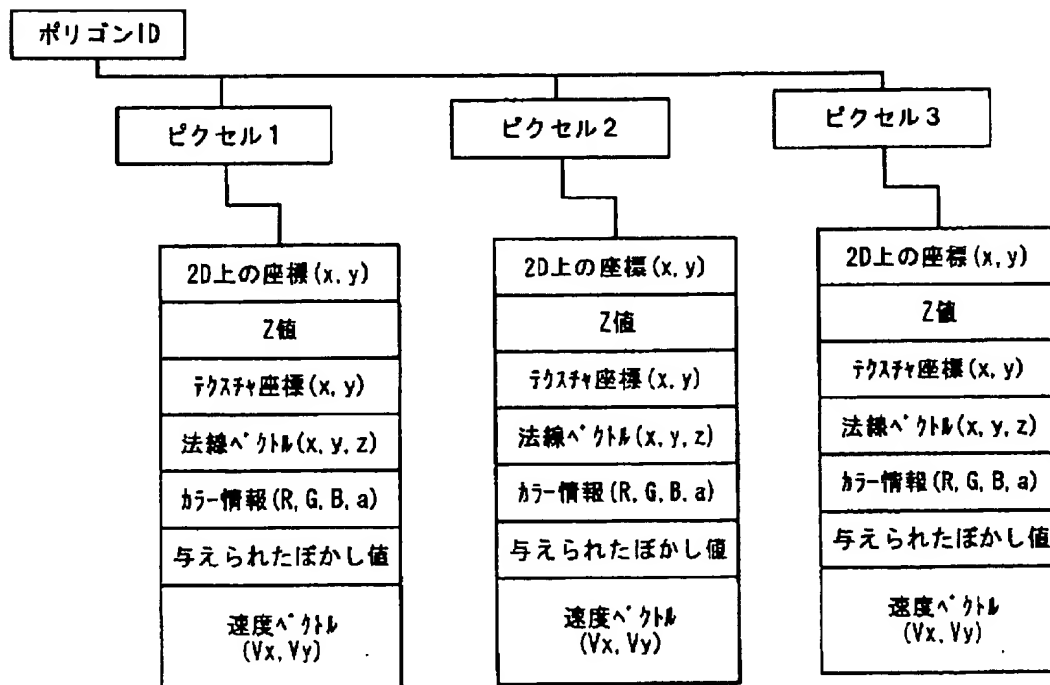 ポリゴンID
ピクセル1
2D上の座標(x, y)
Z値
テクスチャ座標(x, y)
法線ベクトル(x, y, z)
カラー情報(R, G, B, a)
与えられたぼかし値
速度ベクトル
(Vx, Vy)
ピクセル2
2D上の座標(x, y)
Z値
テクスチャ座標(x, y)
法線ベクトル(x, y, z)
カラー情報(R, G, B, a)
与えられたぼかし値
速度ベクトル
(Vx, Vy)
ピクセル3
2D上の座標(x, y)
Z値
テクスチャ座標(x, y)
法線ベクトル(x, y, z)
カラー情報(R, G, B, a)
与えられたぼかし値
速度ベクトル
(Vx, Vy)